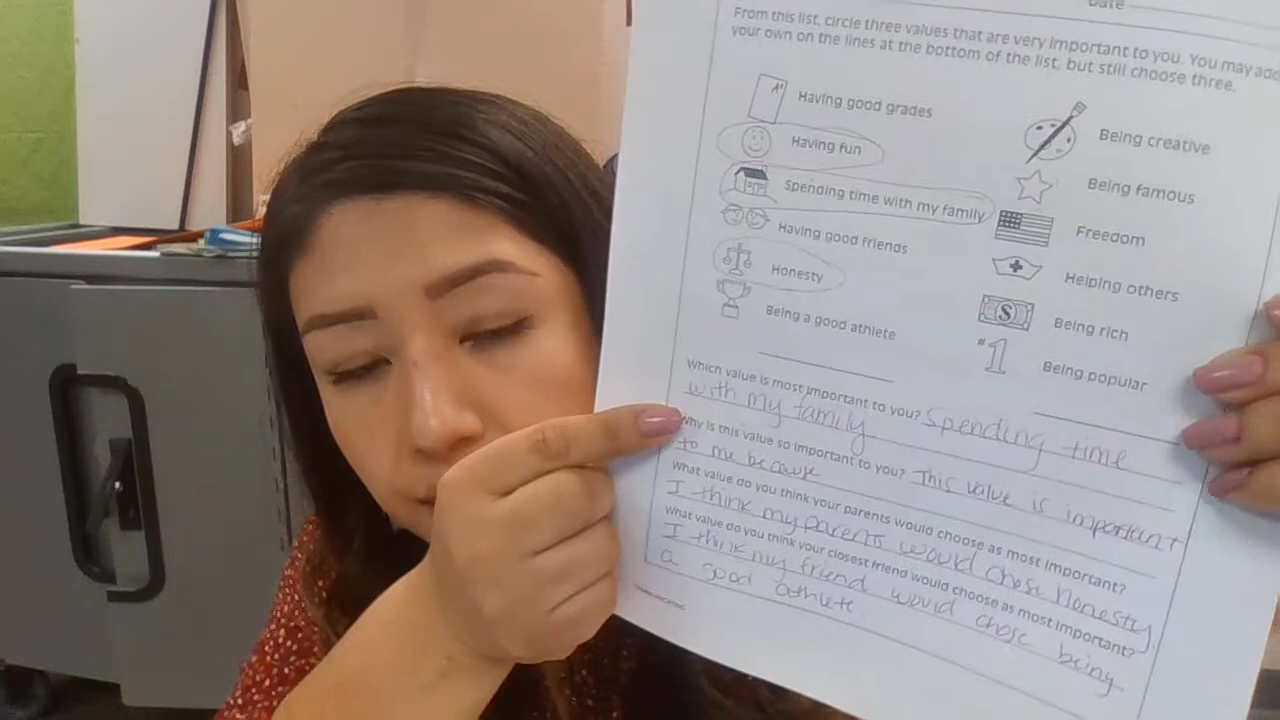 Date
From this list, circle three values that are very important to you. You may add
your own on the lines at the bottom of the list, but still choose three.
A+ Having good grades
Having fun
Spending time with my family
Having good friends
Honesty
Being a good athlete
Being creative
Being famous
Freedom
Helping others
$ Being rich
#1 Being popular
Which value is most important to you? Spending time
with my family
Why is this value so important to you? This value is important
to me because
What value do you think your parents would choose as most important?
I think my parents would chose honesty.
What value do you think your closest friend would choose as most important?
I think my friend would chose being
a good athlete